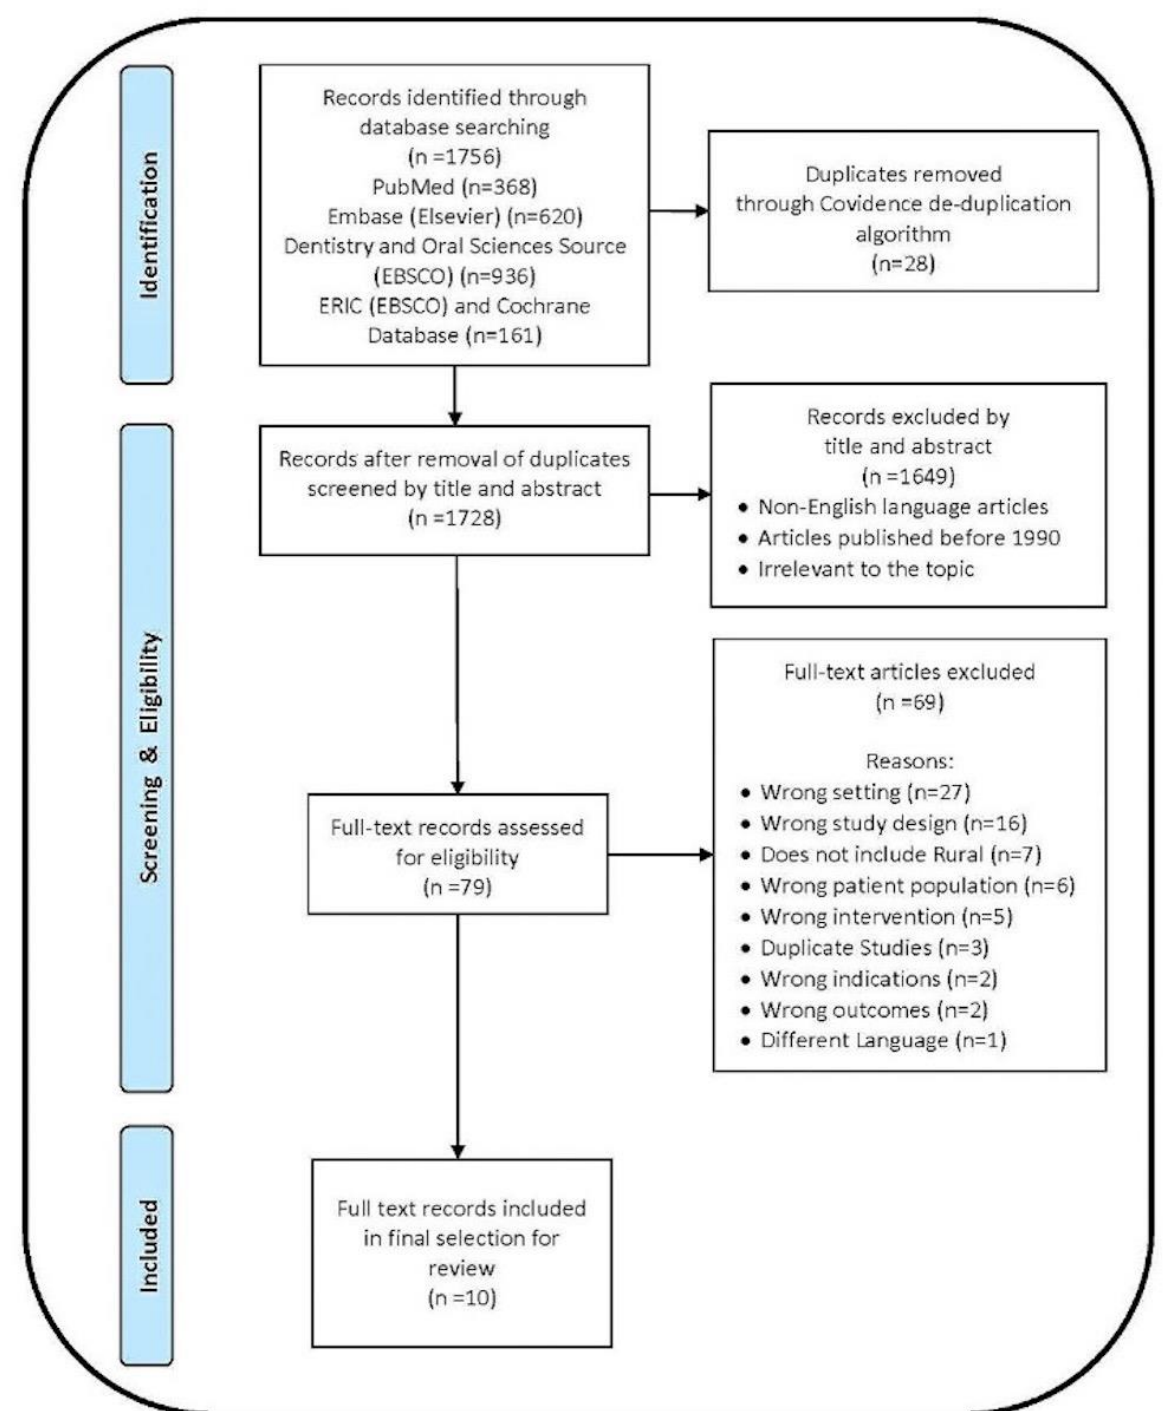 Identification
Records identified through
database searching
(n =1756)
PubMed (n=368)
Embase (Elsevier) (n=620)
Dentistry and Oral Sciences Source
(EBSCO) (n=936)
ERIC (EBSCO) and Cochrane
Database (n=161)
Duplicates removed
through Covidence de-duplication
algorithm
(n=28)
Screening & Eligibility
Records after removal of duplicates
screened by title and abstract
(n =1728)
Records excluded by
title and abstract
(n =1649)
• Non-English language articles
• Articles published before 1990
• Irrelevant to the topic
Full-text records assessed
for eligibility
(n =79)
Full-text articles excluded
(n =69)
Reasons:
• Wrong setting (n=27)
• Wrong study design (n=16)
• Does not include Rural (n=7)
• Wrong patient population (n=6)
• Wrong intervention (n=5)
• Duplicate Studies (n=3)
• Wrong indications (n=2)
• Wrong outcomes (n=2)
• Different Language (n=1)
Included
Full text records included
in final selection for
review
(n =10)